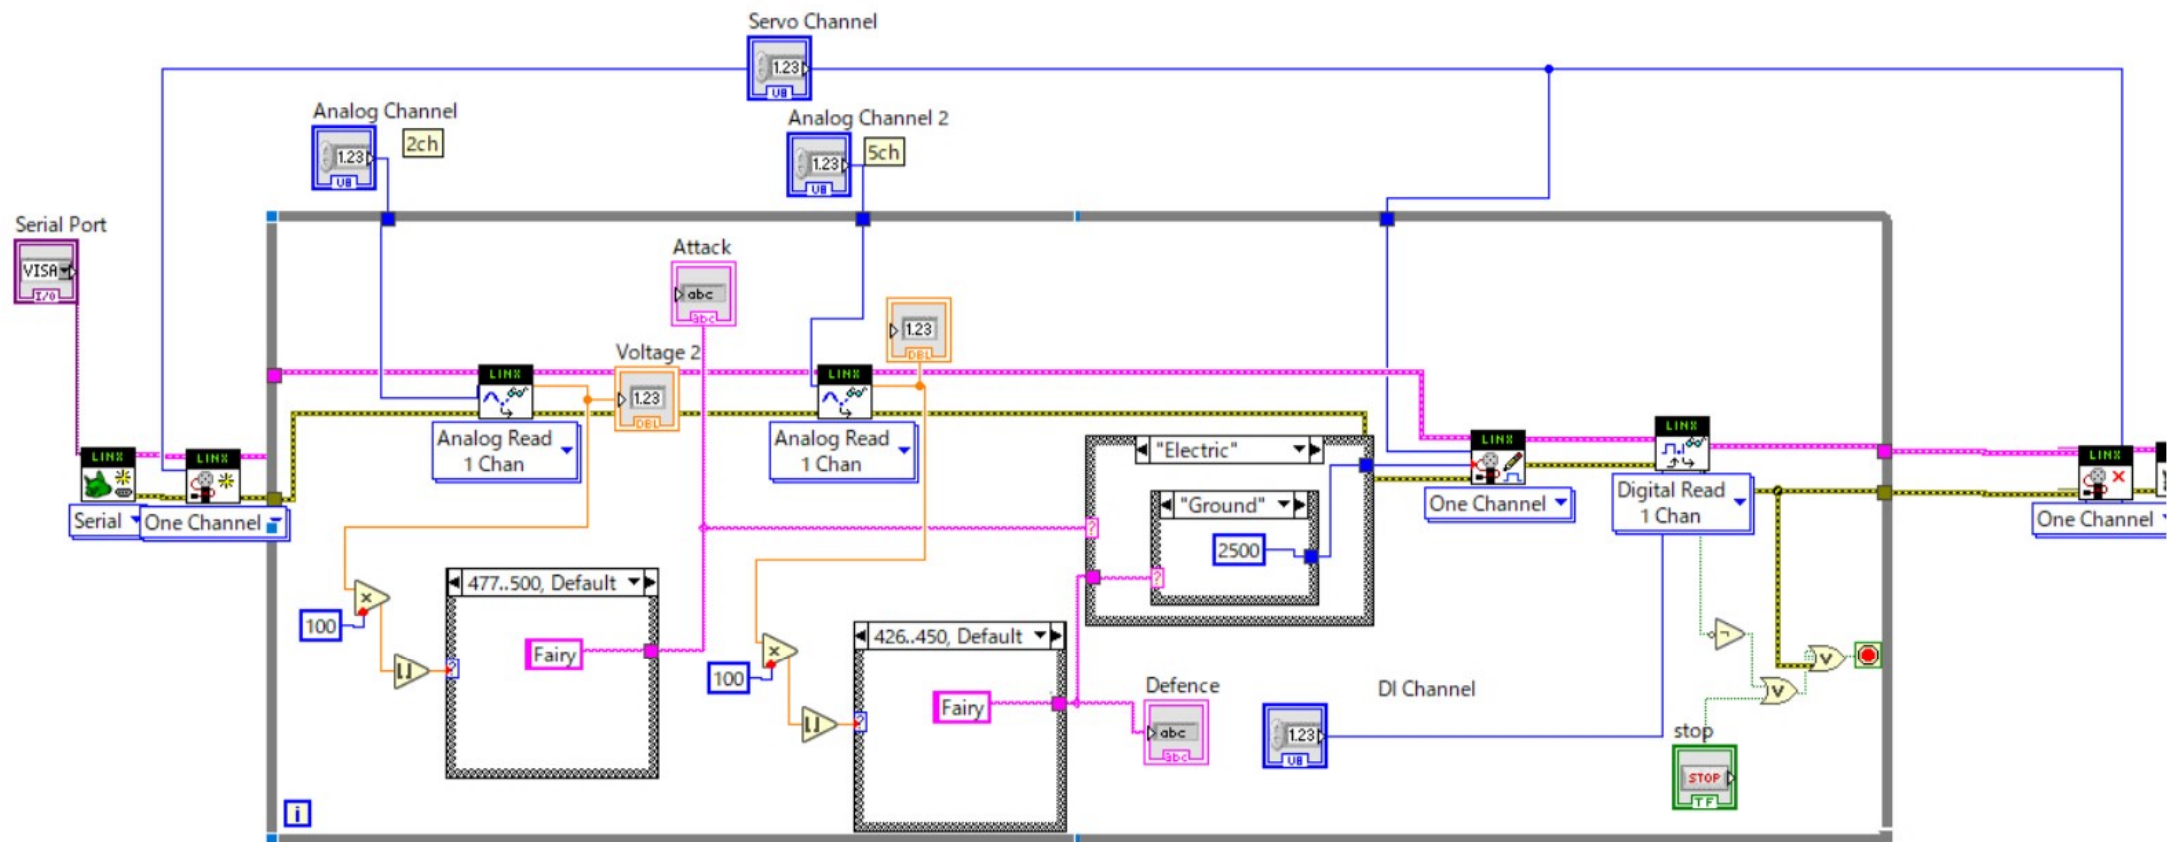 Servo Channel
1.23
U8
Analog Channel
2ch
1.23
U8
Analog Channel 2
5ch
1.23
U8
Serial Port
VISA
I/O
Attack
abc
abc
1.23
DBL
Voltage 2
1.23
DBL
LINX
Analog Read
1 Chan
LINX
Analog Read
1 Chan
LINX
Serial
LINX
One Channel
"Electric"
"Ground"
2500
LINX
One Channel
LINX
Digital Read
1 Chan
LINX
One Channel
100
477..500, Default
Fairy
100
426..450, Default
Fairy
Defence
abc
abc
DI Channel
1.23
U8
stop
STOP
TF
i